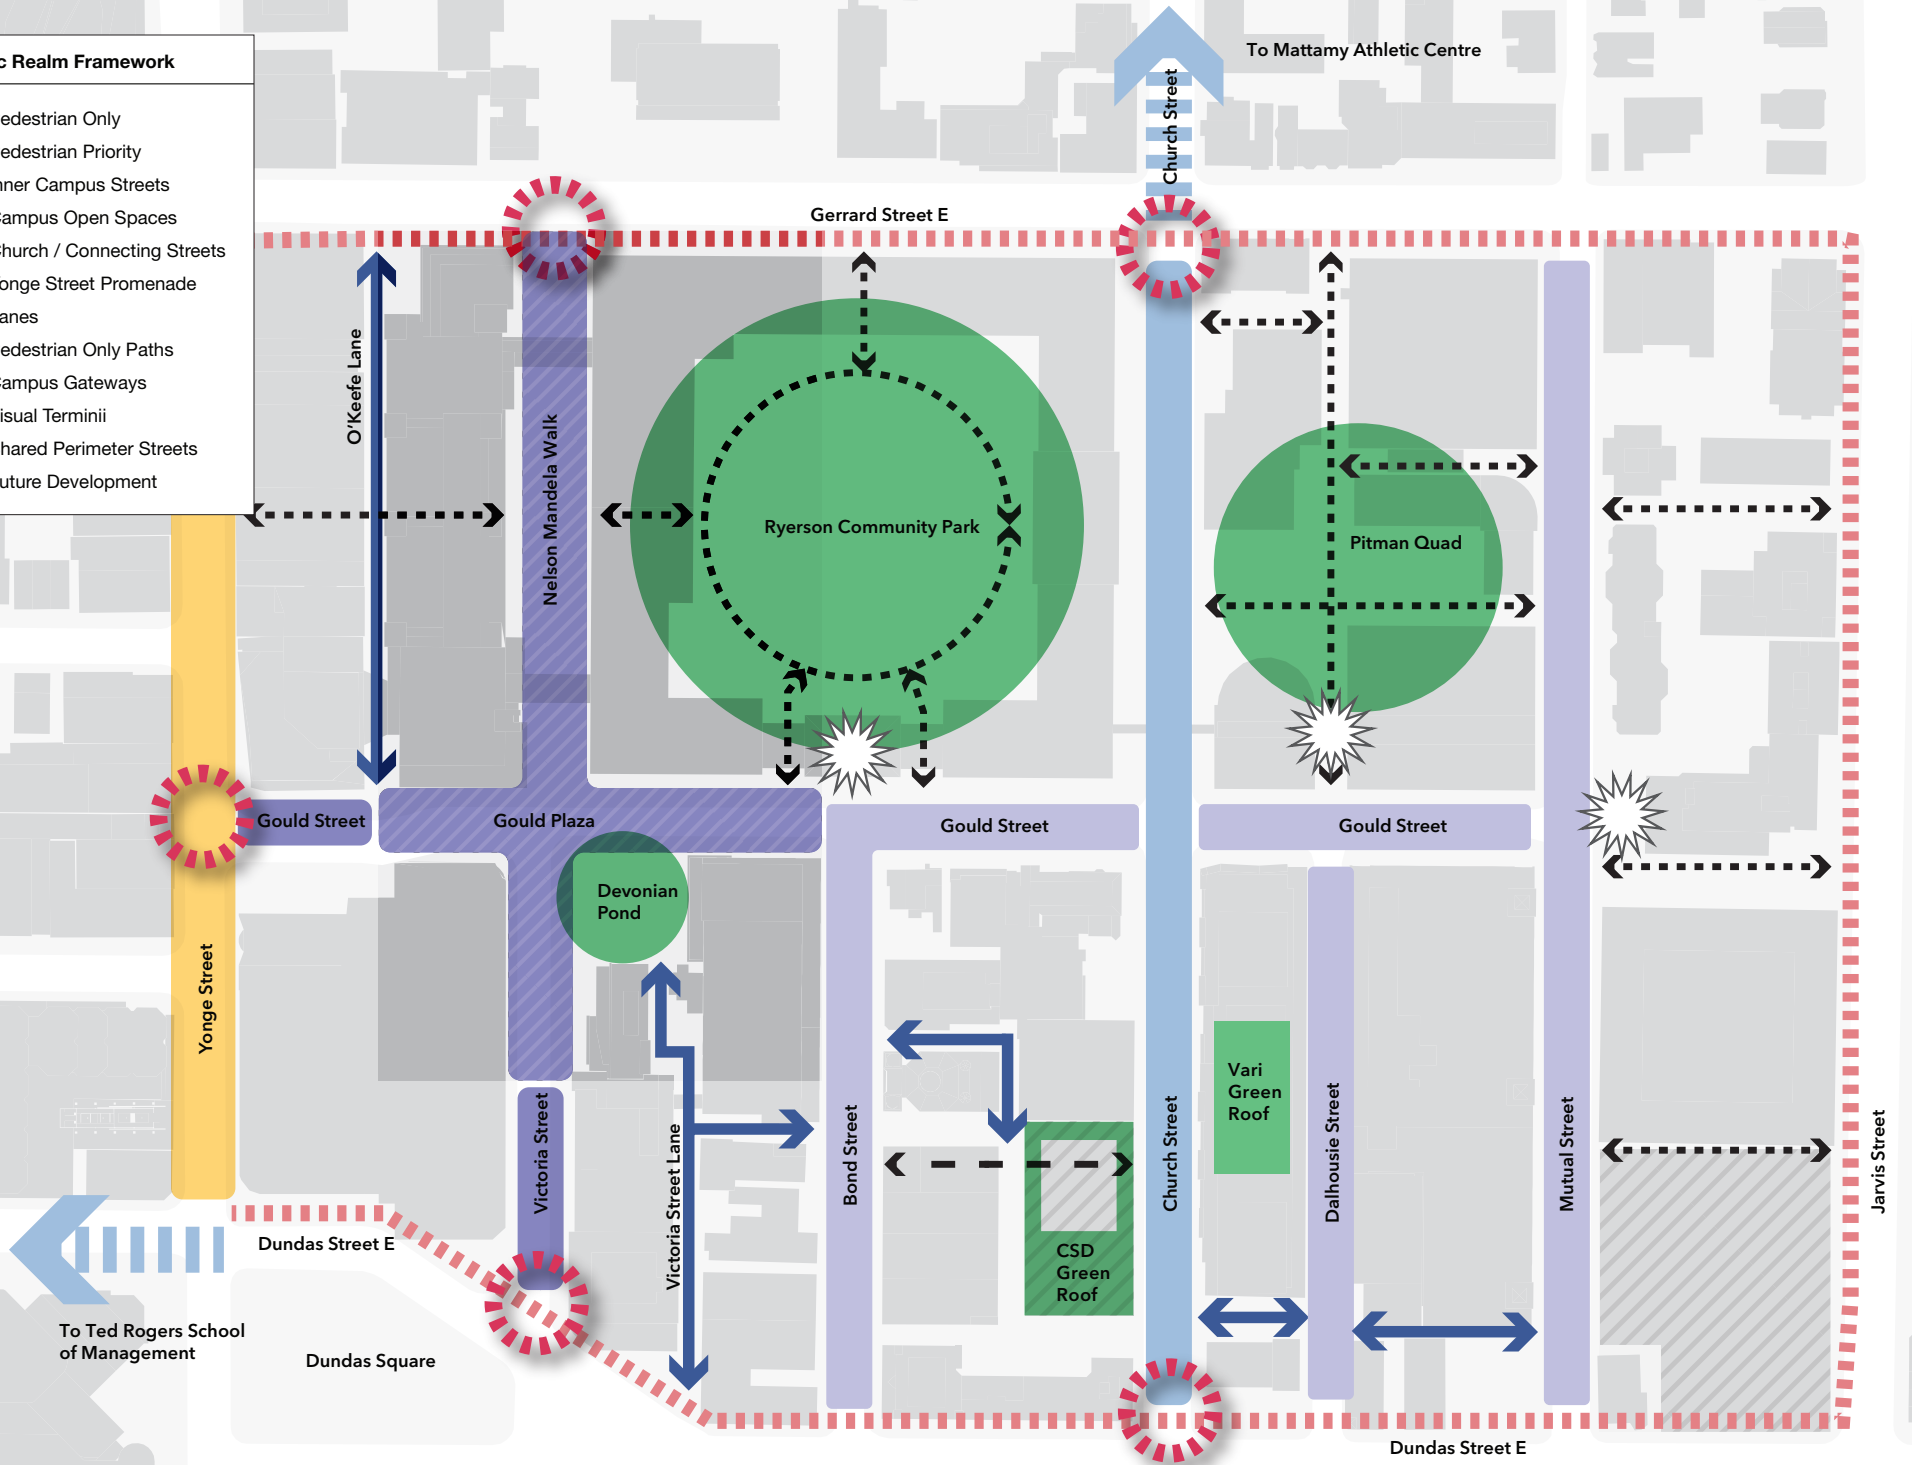 c Realm Framework
edestrian Only
edestrian Priority
nner Campus Streets
ampus Open Spaces
hurch / Connecting Streets
onge Street Promenade
anes
edestrian Only Paths
ampus Gateways
isual Terminii
hared Perimeter Streets
uture Development
To Mattamy Athletic Centre
Church Street
Gerrard Street E
O'Keefe Lane
Nelson Mandela Walk
Ryerson Community Park
Pitman Quad
Gould Street
Gould Plaza
Gould Street
Gould Street
Devonian
Pond
Yonge Street
Vari
Green
Roof
Victoria Street
Victoria Street Lane
Bond Street
Church Street
Dalhousie Street
Mutual Street
Jarvis Street
CSD
Green
Roof
Dundas Street E
To Ted Rogers School
of Management
Dundas Square
Dundas Street E